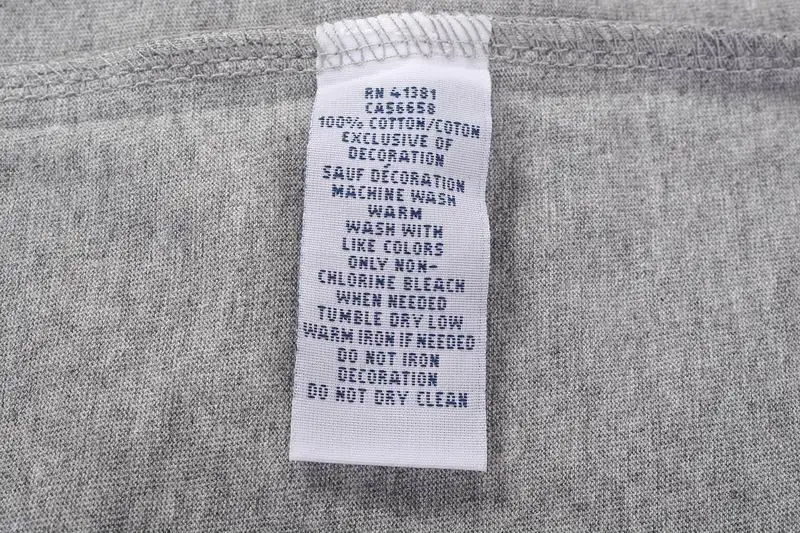 RN 41381
CA56658
100% COTTON/COTON
EXCLUSIVE OF
DECORATION
SAUF DÉCORATION
MACHINE WASH
WARM
WASH WITH
LIKE COLORS
ONLY NON-
CHLORINE BLEACH
WHEN NEEDED
TUMBLE DRY LOW
WARM IRON IF NEEDED
DO NOT IRON
DECORATION
DO NOT DRY CLEAN